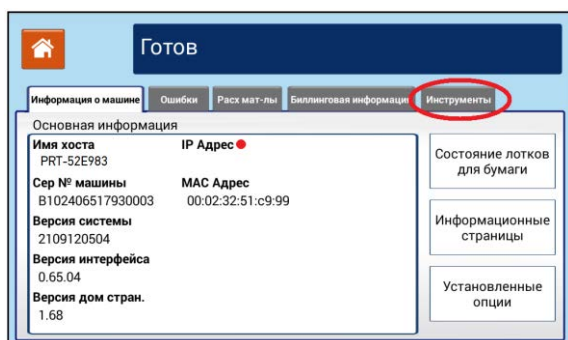 Готов
Информация о машине
Ошибки
Расх мат-лы
Биллинговая информация
Инструменты
Основная информация
Имя хоста
PRT-52E983
IP Адрес
Сер № машины
B102406517930003
MAC Адрес
00:02:32:51:c9:99
Версия системы
2109120504
Версия интерфейса
0.65.04
Версия дом стран.
1.68
Состояние лотков
для бумаги
Информационные
страницы
Установленные
опции